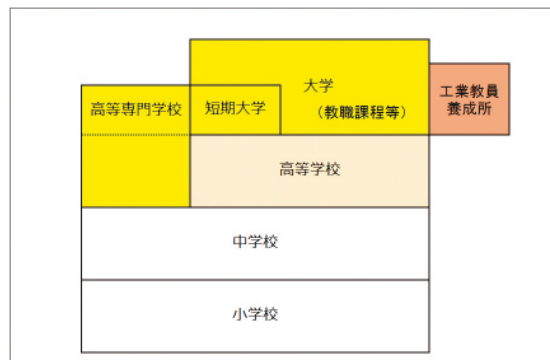 大学
（教職課程等）
工業教員
養成所
高等専門学校
短期大学
高等学校
中学校
小学校